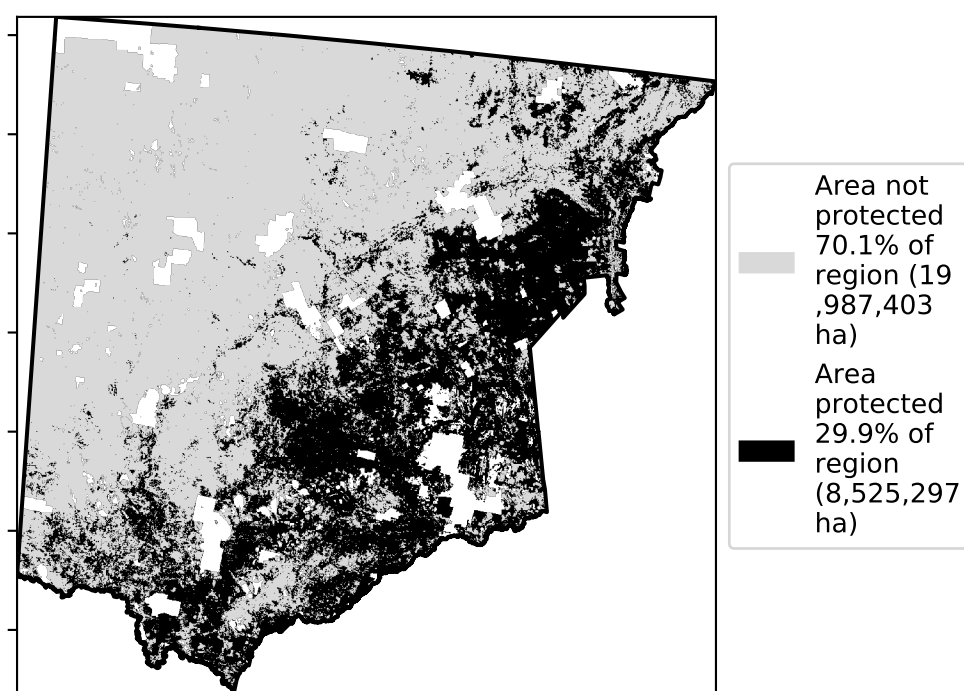 Area not
protected
70.1% of
region (19
,987,403
ha)
Area
protected
29.9% of
region
(8,525,297
ha)